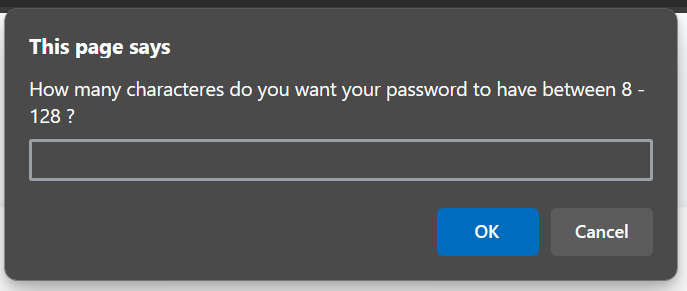 This page says
How many characteres do you want your password to have between 8 -
128 ?
OK
Cancel